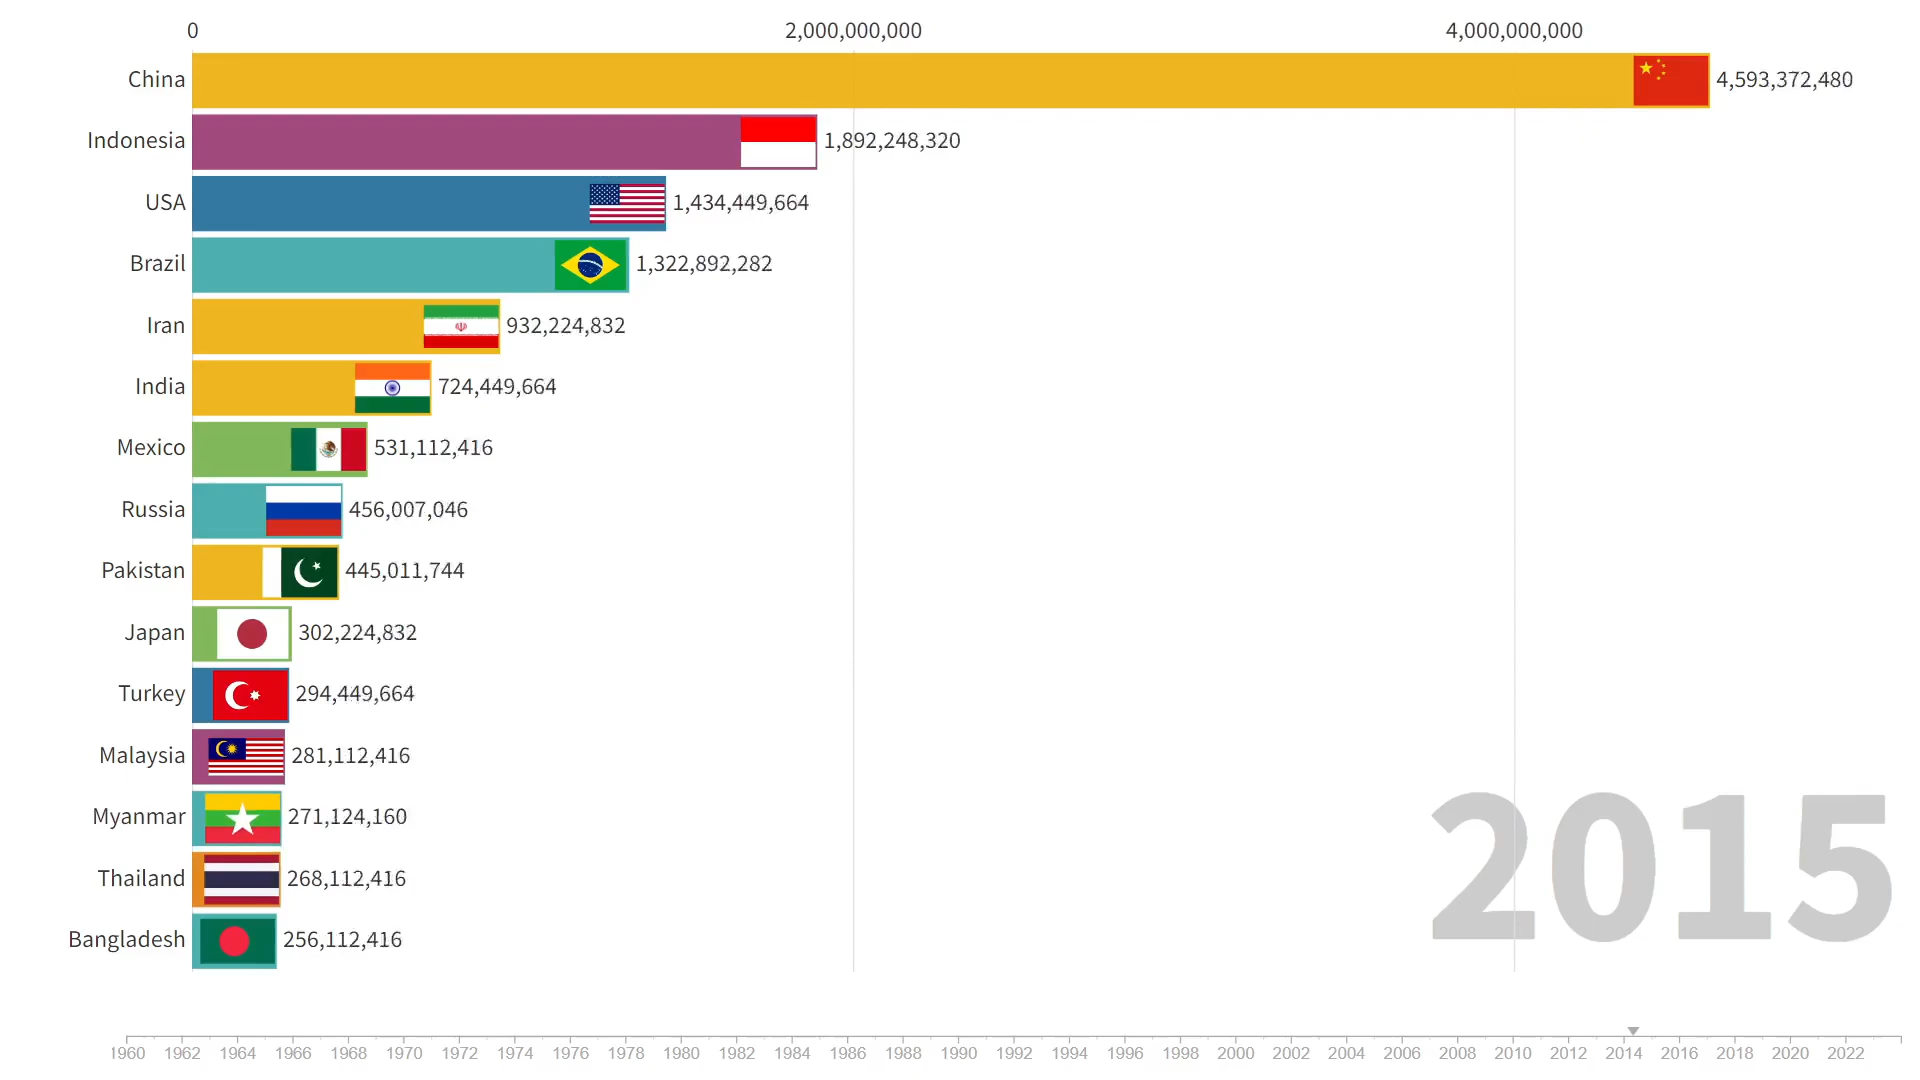 0 2,000,000,000 4,000,000,000
China 4,593,372,480
Indonesia 1,892,248,320
USA 1,434,449,664
Brazil 1,322,892,282
Iran 932,224,832
India 724,449,664
Mexico 531,112,416
Russia 456,007,046
Pakistan 445,011,744
Japan 302,224,832
Turkey 294,449,664
Malaysia 281,112,416
Myanmar 271,124,160
Thailand 268,112,416
Bangladesh 256,112,416
2015
1960 1962 1964 1966 1968 1970 1972 1974 1976 1978 1980 1982 1984 1986 1988 1990 1992 1994 1996 1998 2000 2002 2004 2006 2008 2010 2012 2014 2016 2018 2020 2022